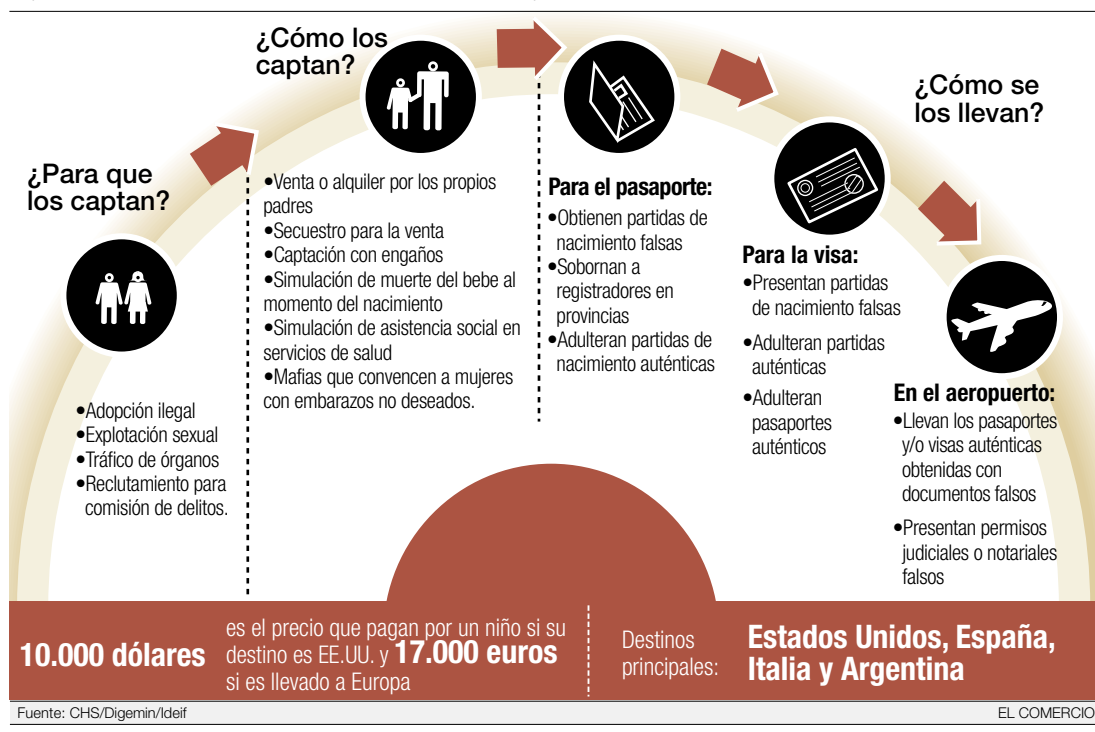 ¿Para que
los captan?
•Adopción ilegal
•Explotación sexual
•Tráfico de órganos
•Reclutamiento para
comisión de delitos.
¿Cómo los
captan?
•Venta o alquiler por los propios
padres
•Secuestro para la venta
•Captación con engaños
•Simulación de muerte del bebe al
momento del nacimiento
•Simulación de asistencia social en
servicios de salud
•Mafias que convencen a mujeres
con embarazos no deseados.
¿Cómo se
los llevan?
Para el pasaporte:
•Obtienen partidas de
nacimiento falsas
•Sobornan a
registradores en
provincias
•Adulteran partidas de
nacimiento auténticas
Para la visa:
•Presentan partidas
de nacimiento falsas
•Adulteran partidas
auténticas
•Adulteran
pasaportes
auténticos
En el aeropuerto:
•Llevan los pasaportes
y/o visas auténticas
obtenidas con
documentos falsos
•Presentan permisos
judiciales o notariales
falsos
10.000 dólares
es el precio que pagan por un niño si su
destino es EE.UU. y 17.000 euros
si es llevado a Europa
Destinos
principales:
Estados Unidos, España,
Italia y Argentina
Fuente: CHS/Digemin/Ideif
EL COMERCIO